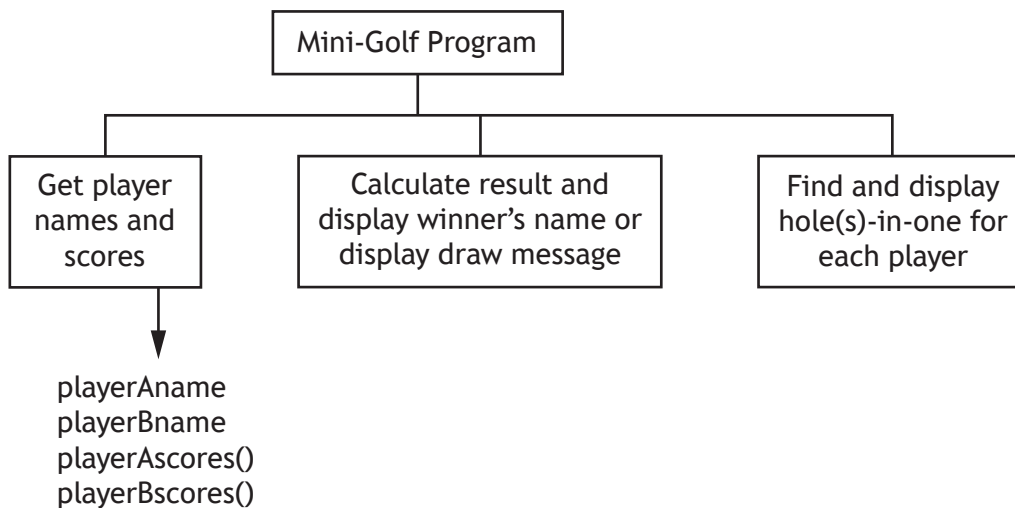 Mini-Golf Program
Get player
names and
scores
Calculate result and
display winner’s name or
display draw message
Find and display
hole(s)-in-one for
each player
playerAname
playerBname
playerAscores()
playerBscores()